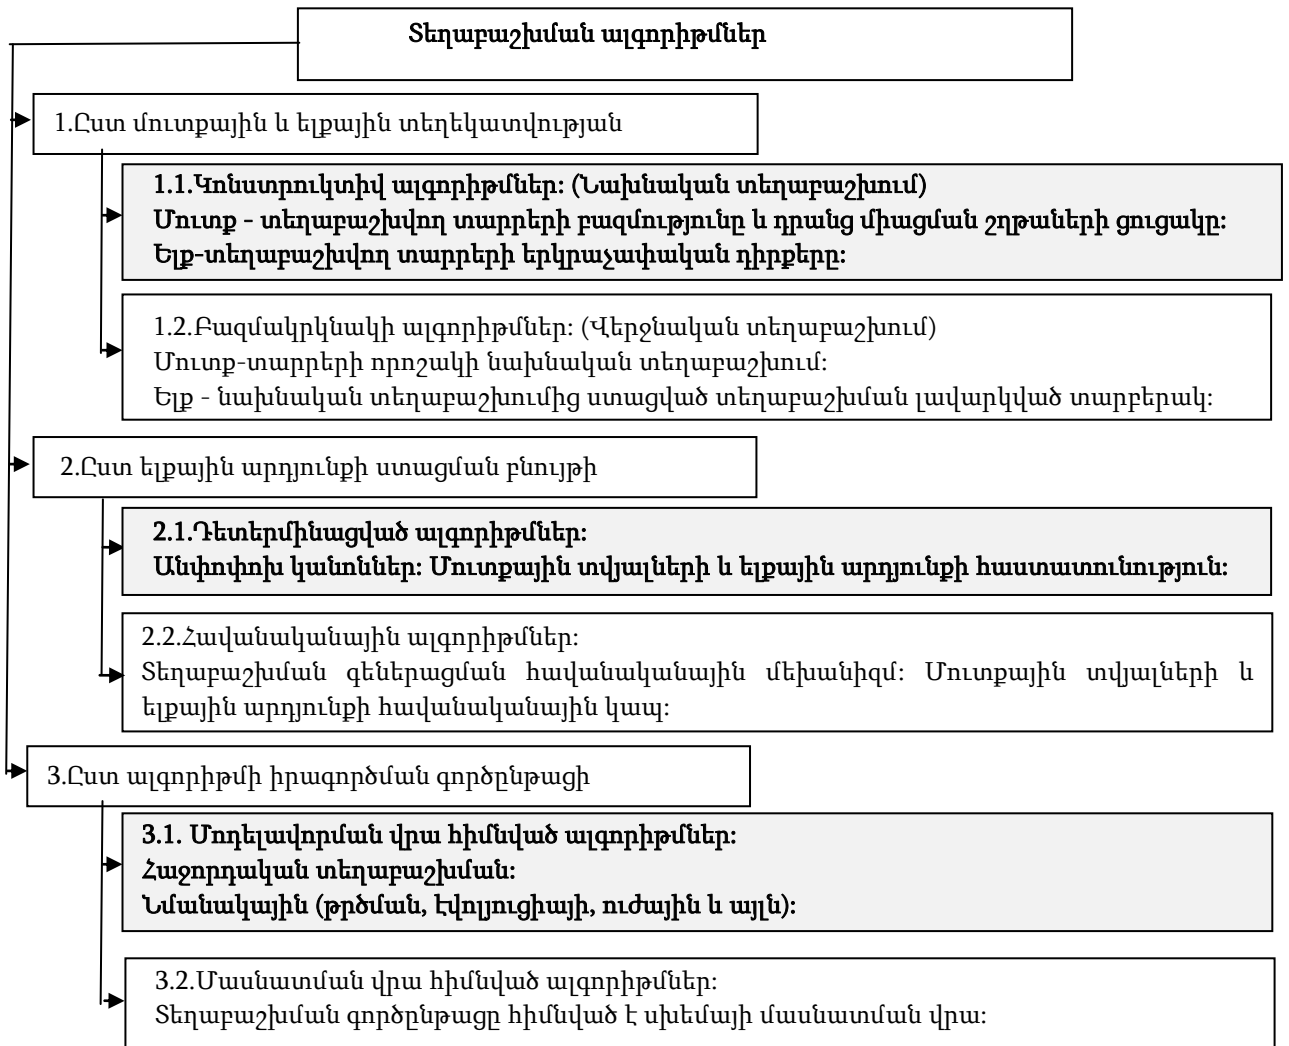 Տեղաբաշխման ալգորիթմներ
1.Ըստ մուտքային և ելքային տեղեկատվության
1.1.Կոնստրուկտիվ ալգորիթմներ։ (Նախնական տեղաբաշխում)
Մուտք - տեղաբաշխվող տարրերի բազմությունը և դրանց միացման շղթաների ցուցակը։
Ելք-տեղաբաշխվող տարրերի երկրաչափական դիրքերը։
1.2.Բազմակրկնակի ալգորիթմներ։ (Վերջնական տեղաբաշխում)
Մուտք-տարրերի որոշակի նախնական տեղաբաշխում։
Ելք - նախնական տեղաբաշխումից ստացված տեղաբաշխման լավարկված տարբերակ։
2.Ըստ ելքային արդյունքի ստացման բնույթի
2.1.Դետերմինացված ալգորիթմներ։
Անփոփոխ կանոններ։ Մուտքային տվյալների և ելքային արդյունքի հաստատունություն։
2.2.Հավանականային ալգորիթմներ։
Տեղաբաշխման գեներացման հավանականային մեխանիզմ։ Մուտքային տվյալների և
ելքային արդյունքի հավանականային կապ։
3.Ըստ ալգորիթմի իրագործման գործընթացի
3.1. Մոդելավորման վրա հիմնված ալգորիթմներ։
Հաջորդական տեղաբաշխման։
Նմանակային (թրծման, էվոլյուցիայի, ուժային և այլն)։
3.2.Մասնատման վրա հիմնված ալգորիթմներ։
Տեղաբաշխման գործընթացը հիմնված է սխեմայի մասնատման վրա։